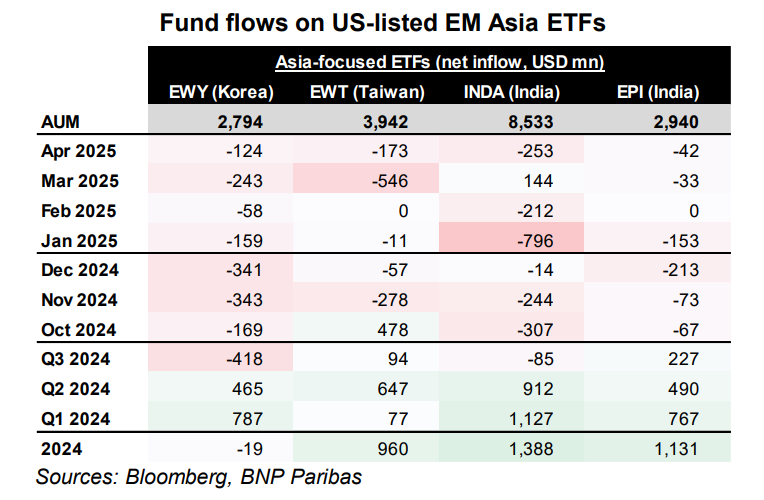 Fund flows on US-listed EM Asia ETFs
Asia-focused ETFs (net inflow, USD mn)
EWY (Korea) EWT (Taiwan) INDA (India) EPI (India)
AUM 2,794 3,942 8,533 2,940
Apr 2025 -124 -173 -253 -42
Mar 2025 -243 -546 144 -33
Feb 2025 -58 0 -212 0
Jan 2025 -159 -11 -796 -153
Dec 2024 -341 -57 -14 -213
Nov 2024 -343 -278 -244 -73
Oct 2024 -169 478 -307 -67
Q3 2024 -418 94 -85 227
Q2 2024 465 647 912 490
Q1 2024 787 77 1,127 767
2024 -19 960 1,388 1,131
Sources: Bloomberg, BNP Paribas